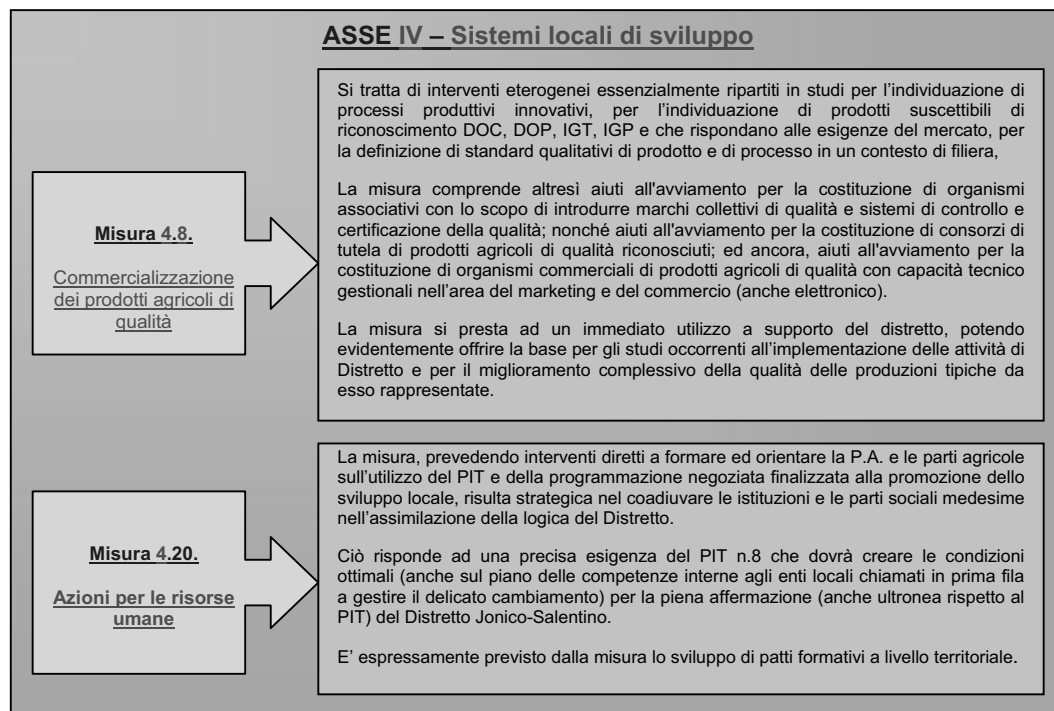 ASSE IV – Sistemi locali di sviluppo
Misura 4.8.
Commercializzazione
dei prodotti agricoli di
qualità
Si tratta di interventi eterogenei essenzialmente ripartiti in studi per l'individuazione di
processi produttivi innovativi, per l'individuazione di prodotti suscettibili di
riconoscimento DOC, DOP, IGT, IGP e che rispondano alle esigenze del mercato, per
la definizione di standard qualitativi di prodotto e di processo in un contesto di filiera,
La misura comprende altresì aiuti all'avviamento per la costituzione di organismi
associativi con lo scopo di introdurre marchi collettivi di qualità e sistemi di controllo e
certificazione della qualità; nonché aiuti all'avviamento per la costituzione di consorzi di
tutela di prodotti agricoli di qualità riconosciuti; ed ancora, aiuti all'avviamento per la
costituzione di organismi commerciali di prodotti agricoli di qualità con capacità tecnico
gestionali nell'area del marketing e del commercio (anche elettronico).
La misura si presta ad un immediato utilizzo a supporto del distretto, potendo
evidentemente offrire la base per gli studi occorrenti all'implementazione delle attività di
Distretto e per il miglioramento complessivo della qualità delle produzioni tipiche da
esso rappresentate.
Misura 4.20.
Azioni per le risorse
umane
La misura, prevedendo interventi diretti a formare ed orientare la P.A. e le parti agricole
sull'utilizzo del PIT e della programmazione negoziata finalizzata alla promozione dello
sviluppo locale, risulta strategica nel coadiuvare le istituzioni e le parti sociali medesime
nell'assimilazione della logica del Distretto.
Ciò risponde ad una precisa esigenza del PIT n.8 che dovrà creare le condizioni
ottimali (anche sul piano delle competenze interne agli enti locali chiamati in prima fila
a gestire il delicato cambiamento) per la piena affermazione (anche ultronea rispetto al
PIT) del Distretto Jonico-Salentino.
E' espressamente previsto dalla misura lo sviluppo di patti formativi a livello territoriale.